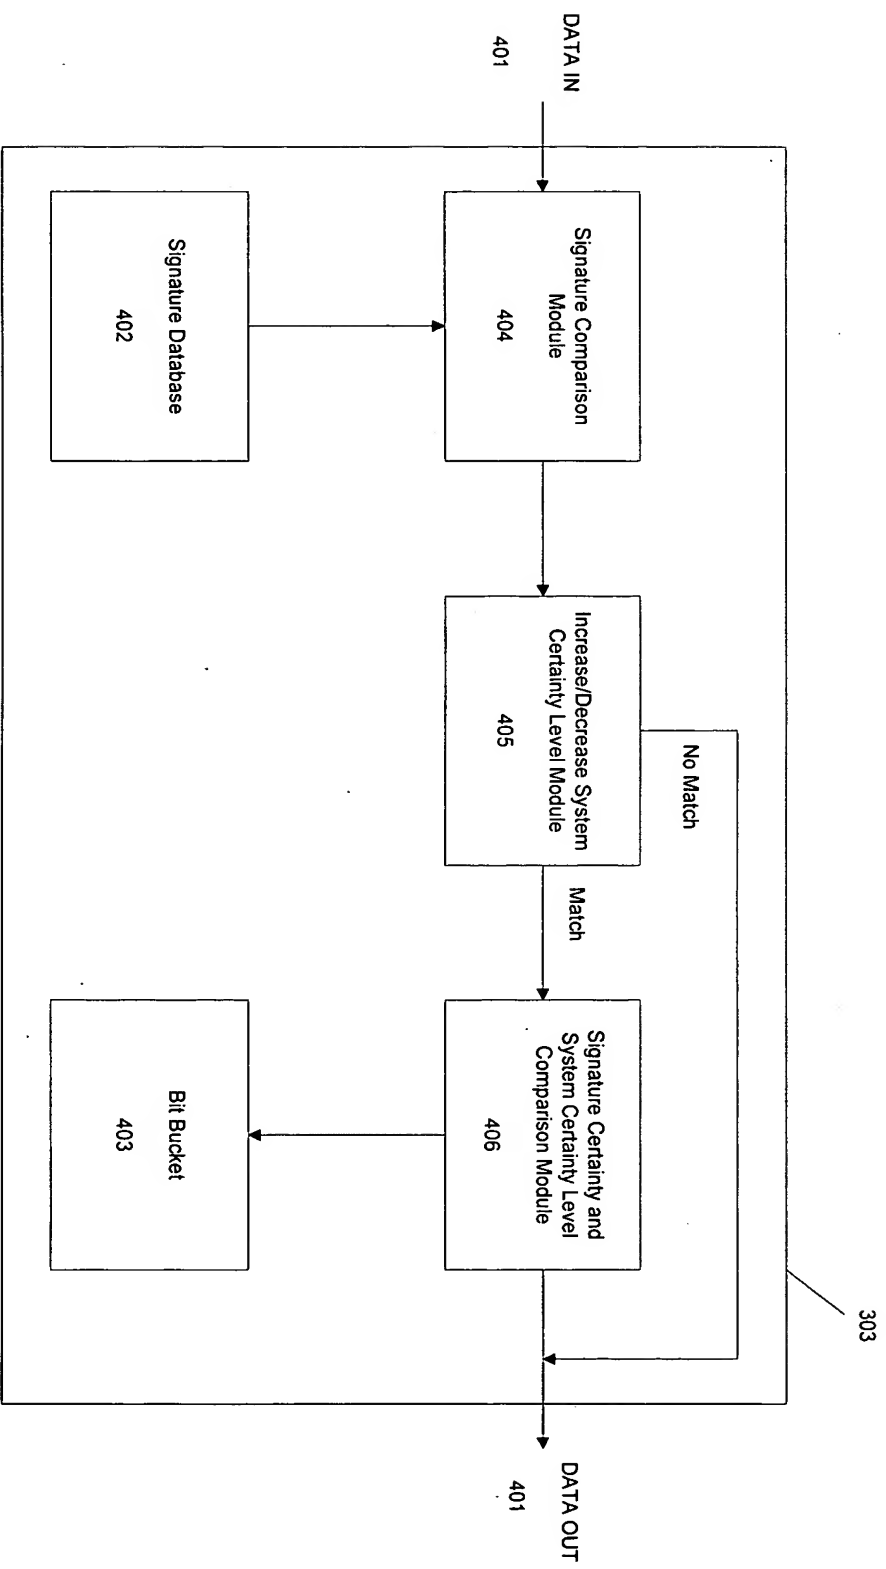 303
No Match
DATA IN
401
Signature Comparison
Module
404
Increase/Decrease System
Certainty Level Module
405
Match
Signature Certainty and
System Certainty Level
Comparison Module
406
DATA OUT
401
Signature Database
402
Bit Bucket
403